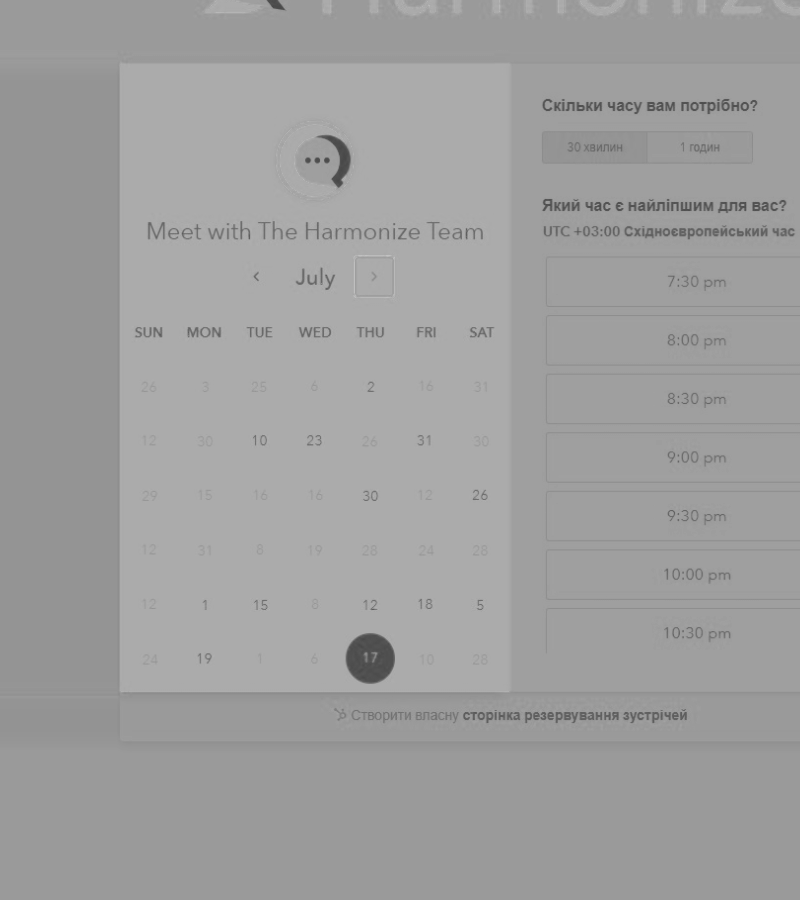 Harmonize
Meet with The Harmonize Team
July
SUN MON TUE WED THU FRI SAT
26 3 25 6 2 16 31
12 30 10 23 26 31 30
29 15 16 16 30 12 26
12 31 8 19 28 24 28
12 1 15 8 12 18 5
24 19 1 6 17 10 28
Скільки часу вам потрібно?
30 хвилин 1 годин
Який час є найліпшим для вас?
UTC +03:00 Східноєвропейський час
7:30 pm
8:00 pm
8:30 pm
9:00 pm
9:30 pm
10:00 pm
10:30 pm
Створити власну сторінка резервування зустрічей